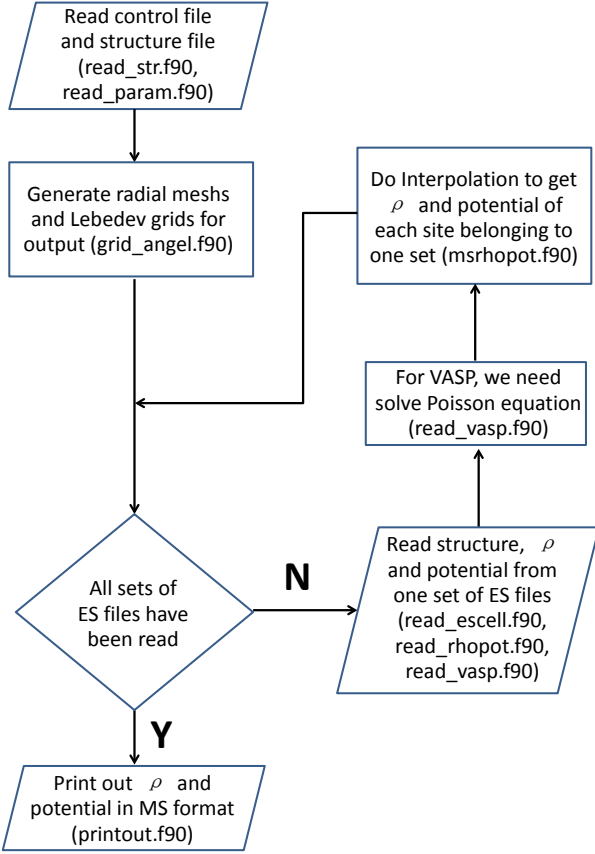 Read control file
and structure file
(read_str.f90,
read_param.f90)
Generate radial meshs
and Lebedev grids for
output (grid_angel.f90)
Do Interpolation to get
ρ and potential of
each site belonging to
one set (msrhopot.f90)
For VASP, we need
solve Poisson equation
(read_vasp.f90)
All sets of
ES files have
been read
N
Read structure, ρ
and potential from
one set of ES files
(read_escell.f90,
read_rhopot.f90,
read_vasp.f90)
Y
Print out ρ and
potential in MS format
(printout.f90)